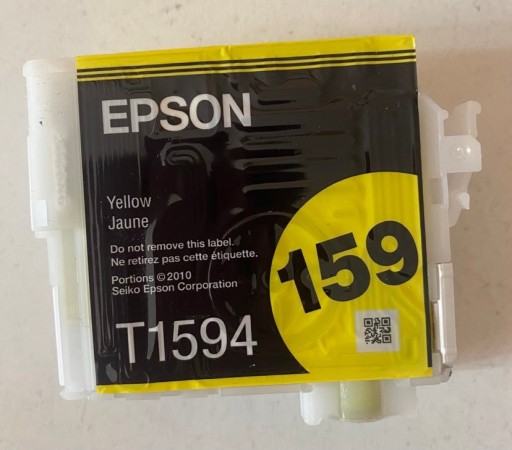 EPSON
Yellow
Jaune
Do not remove this label.
Ne retirez pas cette étiquette.
Portions ©2010
Seiko Epson Corporation
159
T1594